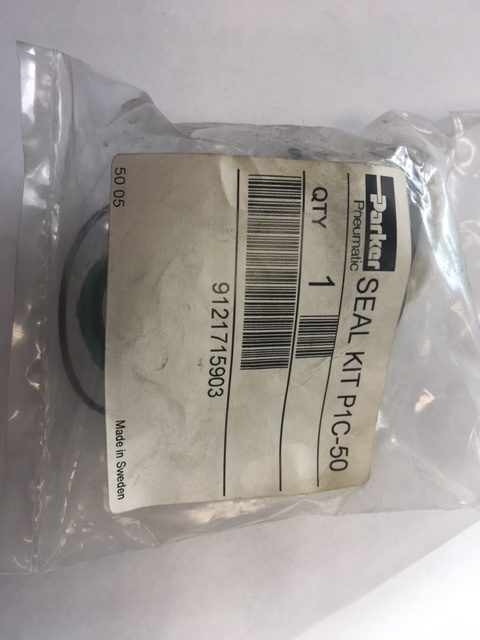 Parker
Pneumatic
SEAL KIT P1C-50
QTY 1
9121715903
50 05
Made in Sweden